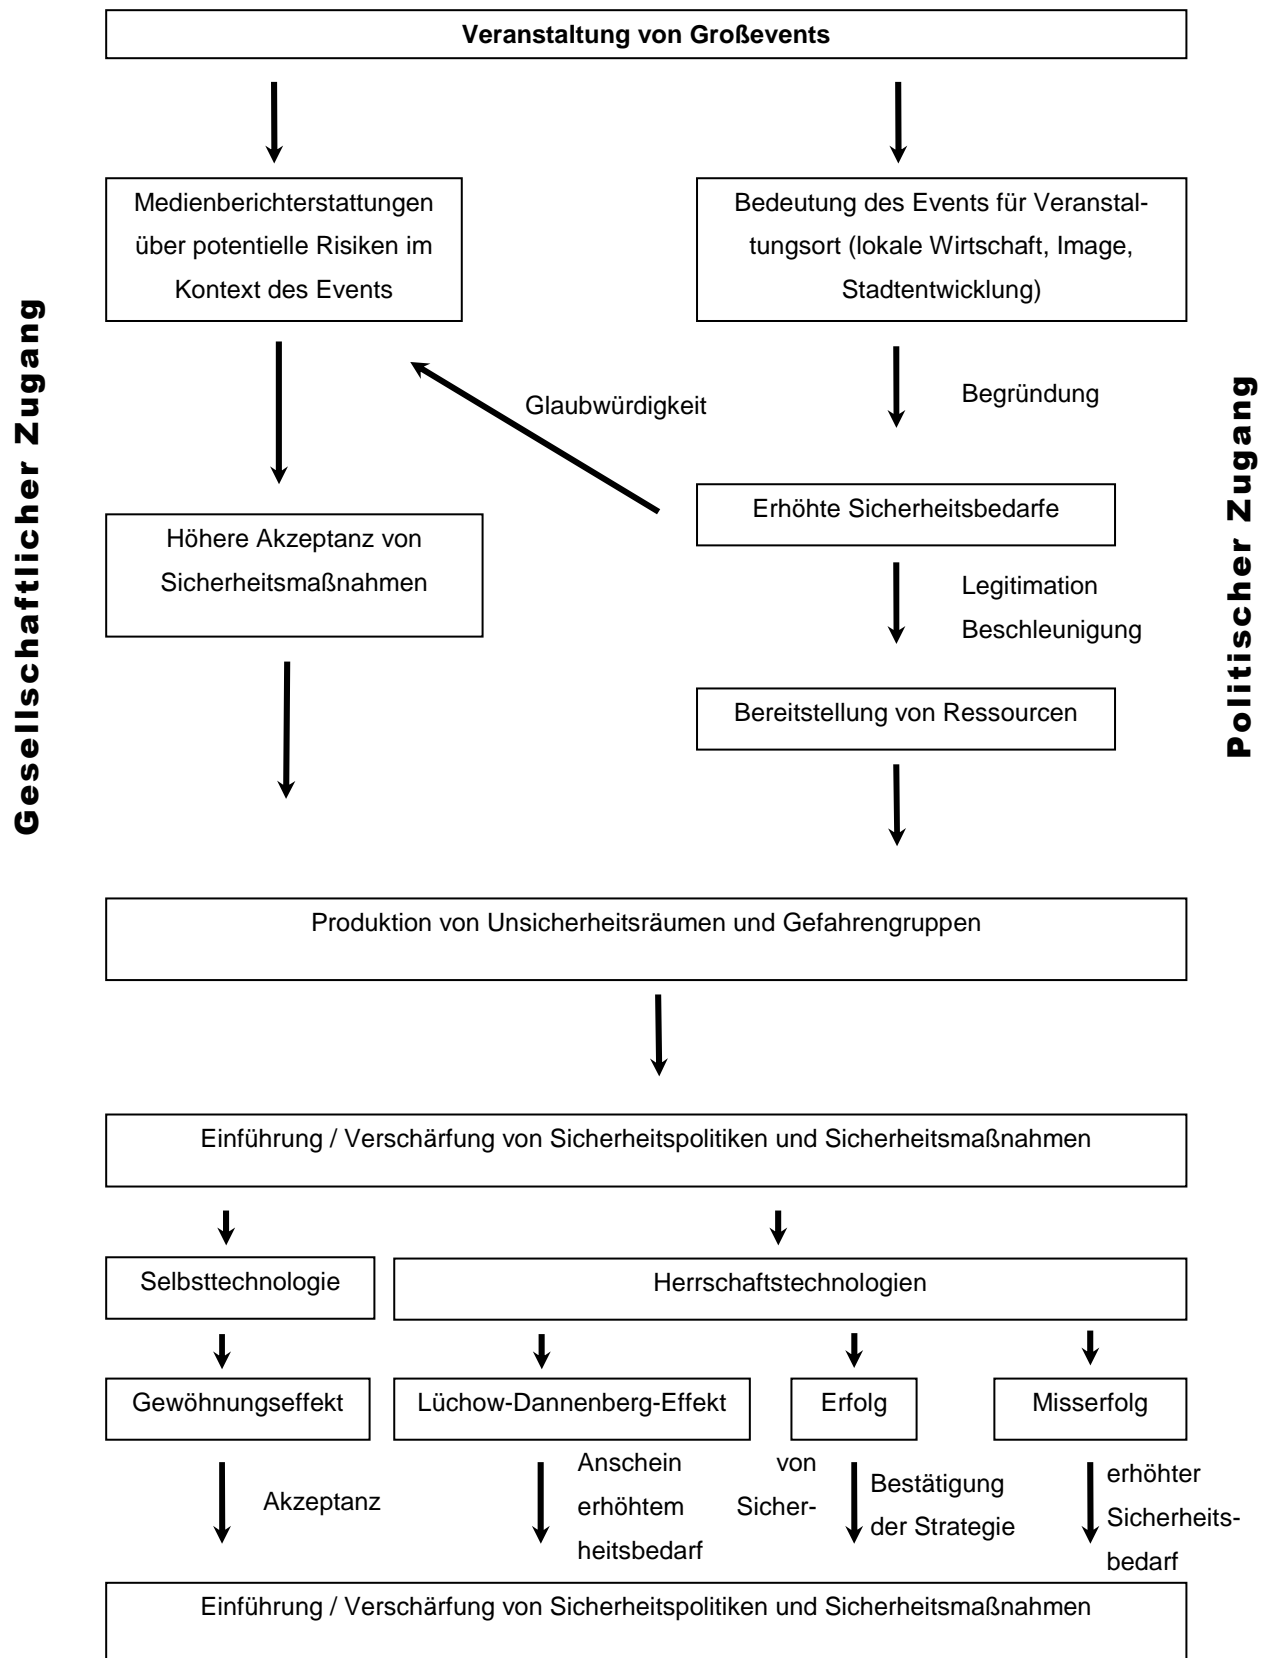 Veranstaltung von Großevents
Medienberichterstattungen
über potentielle Risiken im
Kontext des Events
Bedeutung des Events für Veranstal-
tungsort (lokale Wirtschaft, Image,
Stadtentwicklung)
Gesellschaftlicher Zugang
Politischer Zugang
Glaubwürdigkeit
Begründung
Erhöhte Sicherheitsbedarfe
Höhere Akzeptanz von
Sicherheitsmaßnahmen
Legitimation
Beschleunigung
Bereitstellung von Ressourcen
Produktion von Unsicherheitsräumen und Gefahrengruppen
Einführung / Verschärfung von Sicherheitspolitiken und Sicherheitsmaßnahmen
Selbsttechnologie
Herrschaftstechnologien
Gewöhnungseffekt
Lüchow-Dannenberg-Effekt
Erfolg
Misserfolg
Akzeptanz
Anschein von
erhöhtem Sicher-
heitsbedarf
Bestätigung
der Strategie
erhöhter
Sicherheits-
bedarf
Einführung / Verschärfung von Sicherheitspolitiken und Sicherheitsmaßnahmen